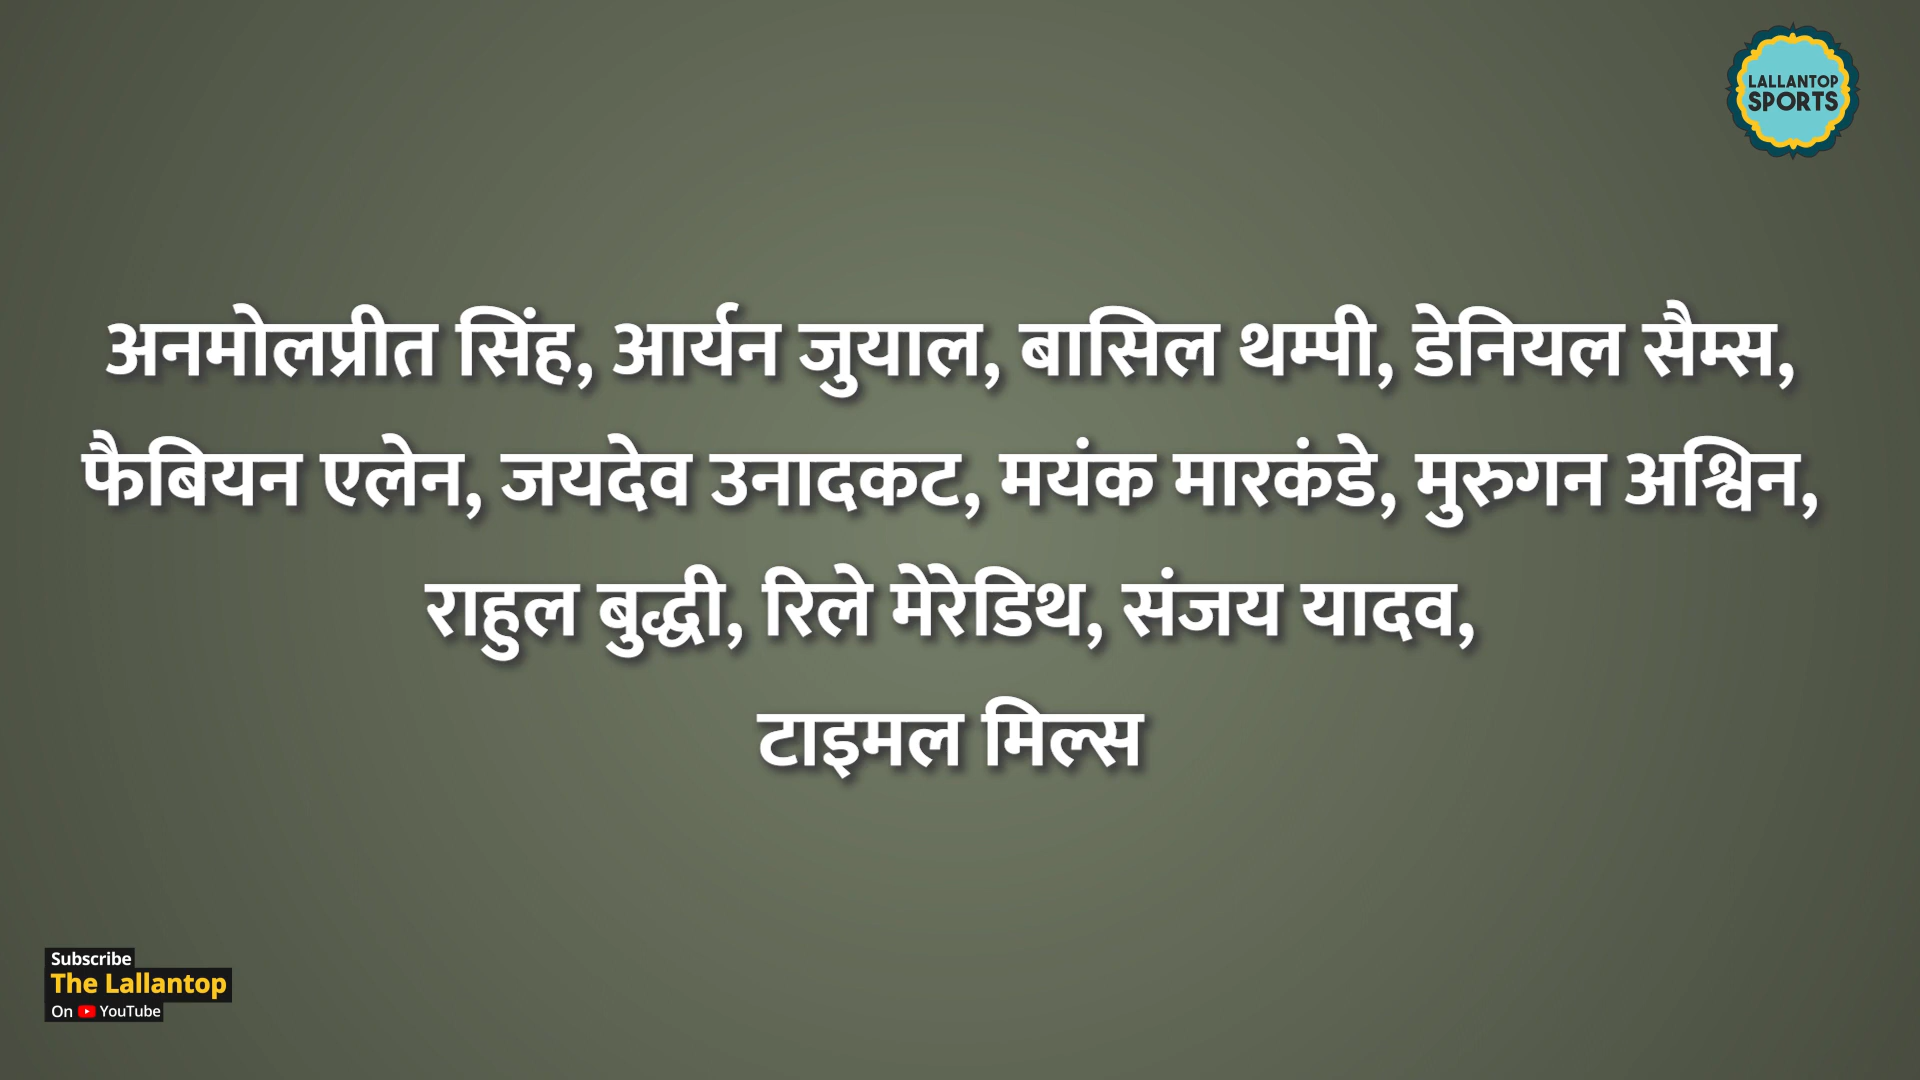 LALLANTOP
SPORTS
अनमोलप्रीत सिंह, आर्यन जुयाल, बासिल थम्पी, डेनियल सैम्स,
फैबियन एलेन, जयदेव उनादकट, मयंक मारकंडे, मुरुगन अश्विन,
राहुल बुद्धी, रिले मेरेडिथ, संजय यादव,
टाइमल मिल्स
Subscribe
The Lallantop
On YouTube